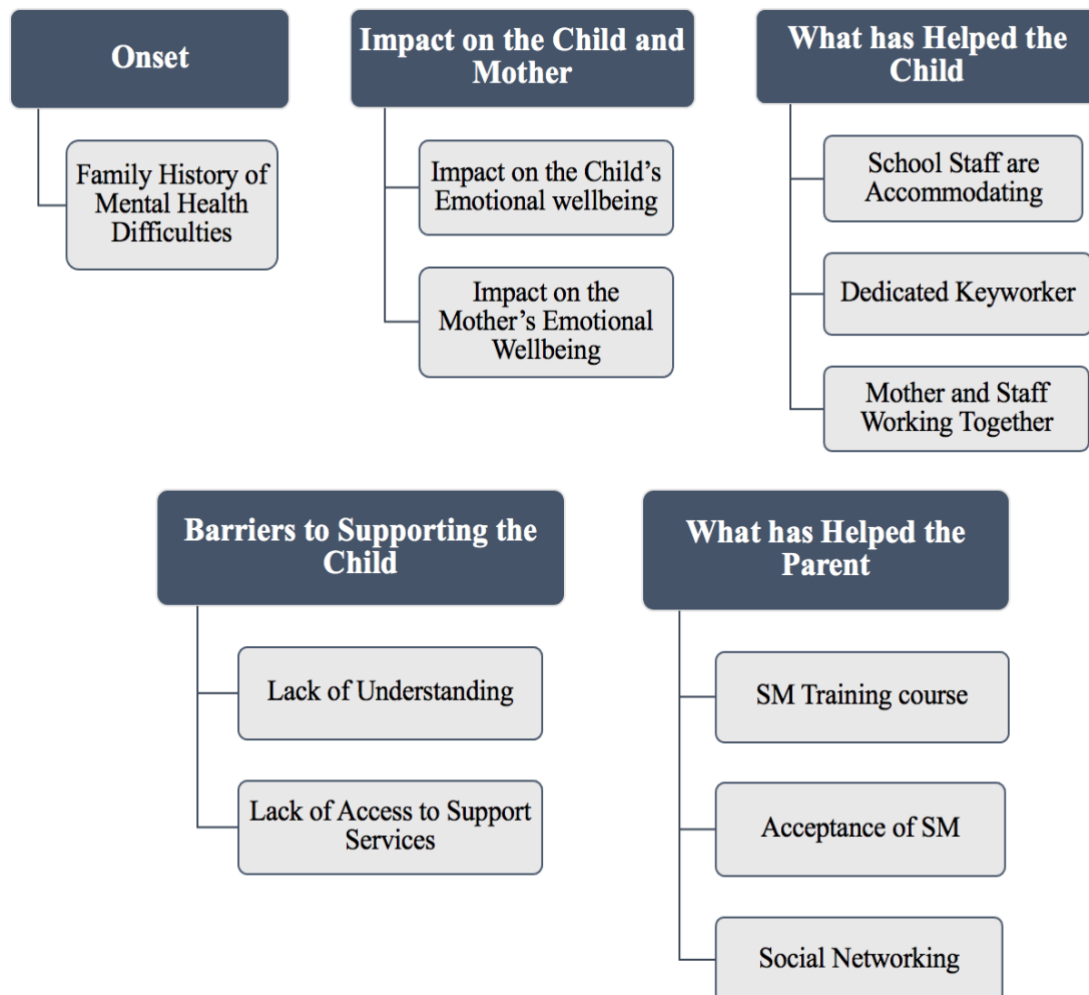 Onset
Family History of
Mental Health
Difficulties
Impact on the Child and
Mother
Impact on the Child’s
Emotional wellbeing
Impact on the
Mother’s Emotional
Wellbeing
What has Helped the
Child
School Staff are
Accommodating
Dedicated Keyworker
Mother and Staff
Working Together
Barriers to Supporting the
Child
Lack of Understanding
Lack of Access to Support
Services
What has Helped the
Parent
SM Training course
Acceptance of SM
Social Networking